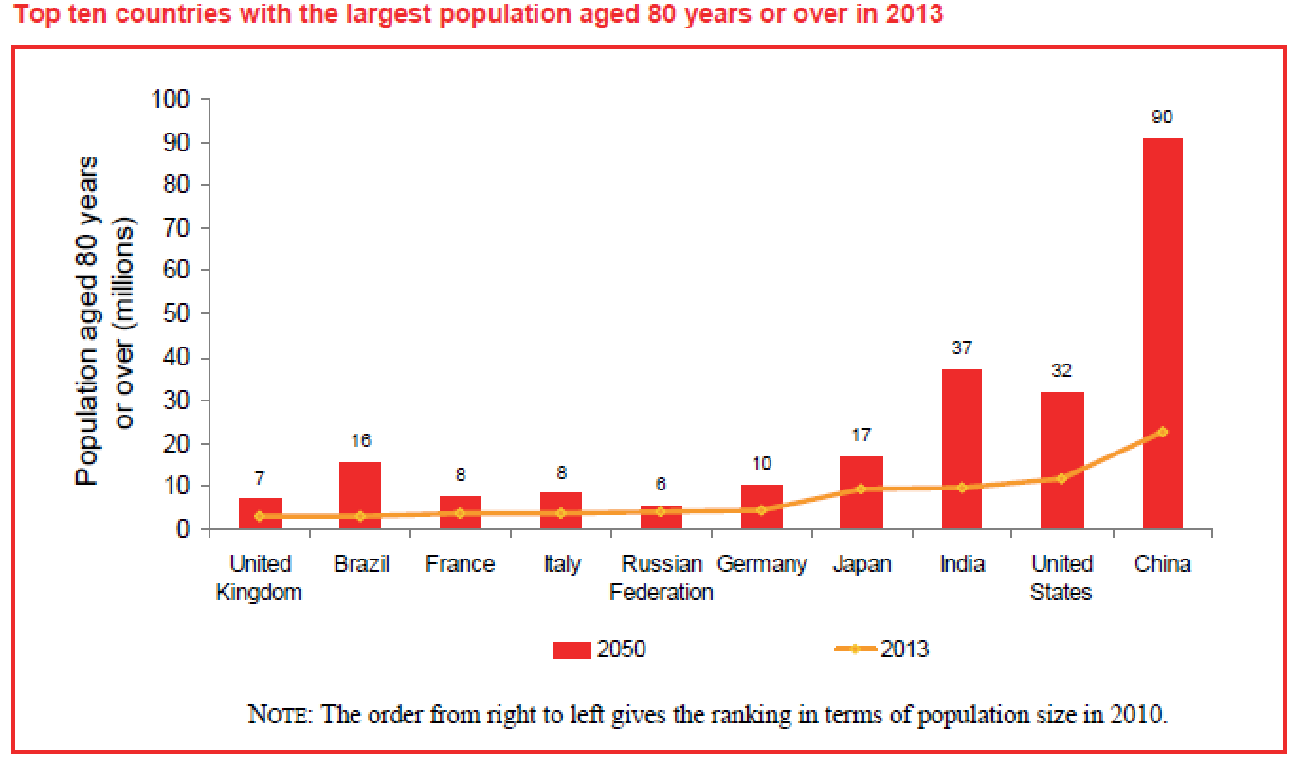 Top ten countries with the largest population aged 80 years or over in 2013
Population aged 80 years
or over (millions)
100
90
80
70
60
50
40
30
20
10
0
7
16
8
8
6
10
17
37
32
90
United Kingdom
Brazil
France
Italy
Russian Federation
Germany
Japan
India
United States
China
2050
2013
NOTE: The order from right to left gives the ranking in terms of population size in 2010.